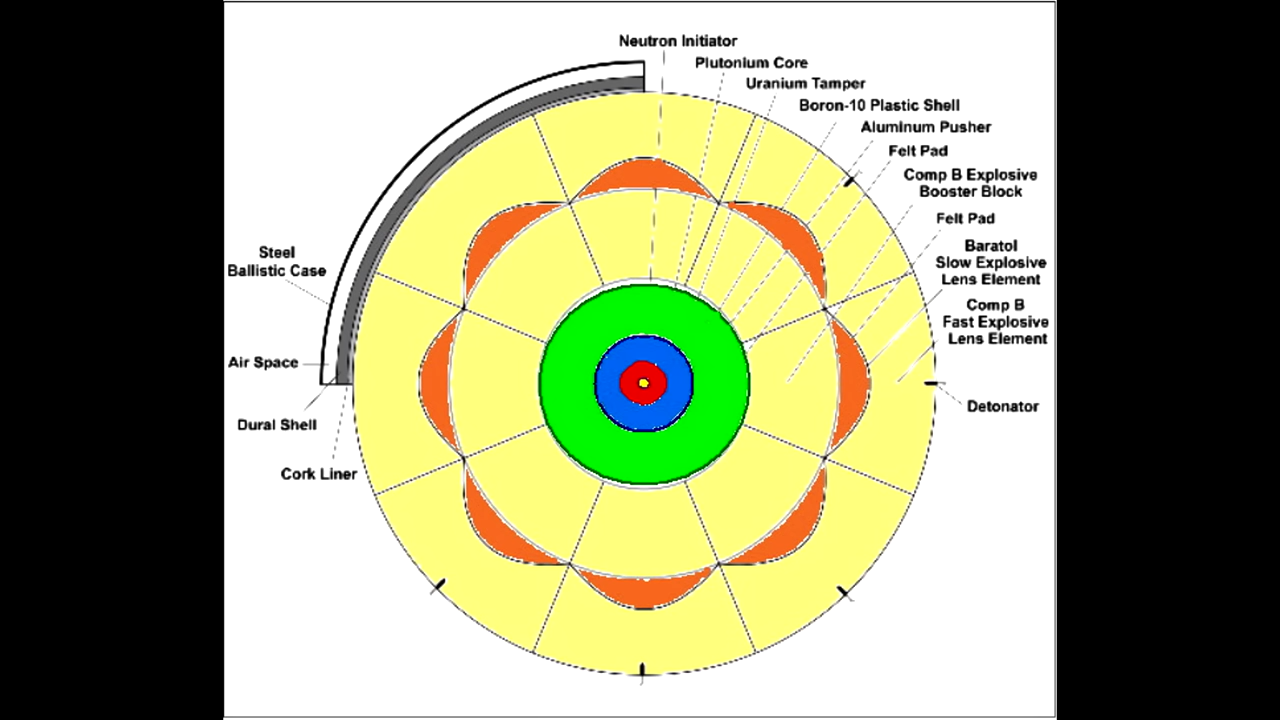 Neutron Initiator
Plutonium Core
Uranium Tamper
Boron-10 Plastic Shell
Aluminum Pusher
Felt Pad
Comp B Explosive
Booster Block
Felt Pad
Baratol
Slow Explosive
Lens Element
Comp B
Fast Explosive
Lens Element
Detonator
Steel
Ballistic Case
Air Space
Dural Shell
Cork Liner